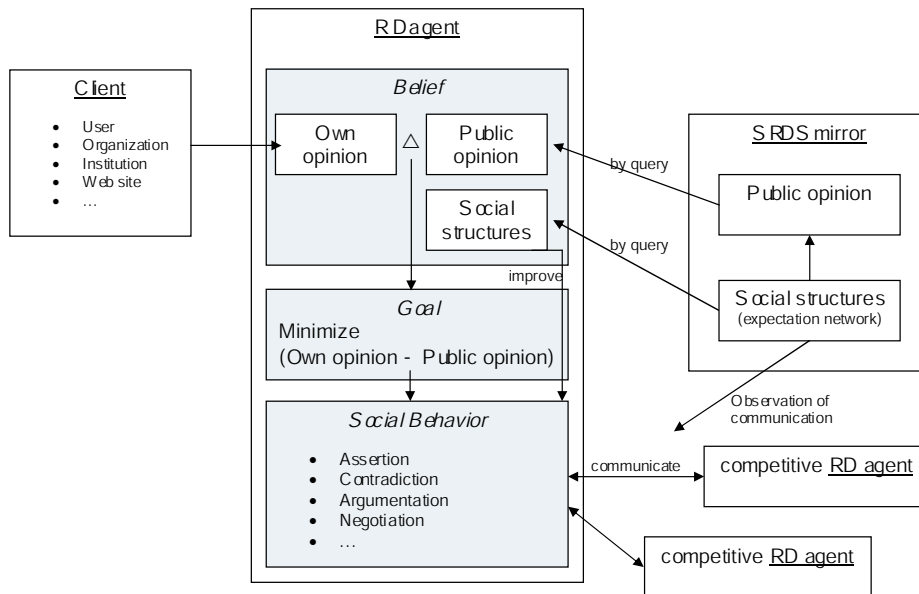 Client
• User
• Organization
• Institution
• Web site
• ...
RD agent
Belief
Own
opinion
△
Public
opinion
Social
structures
improve
Goal
Minimize
(Own opinion - Public opinion)
Social Behavior
• Assertion
• Contradiction
• Argumentation
• Negotiation
• ...
by query
by query
SRDS mirror
Public opinion
Social structures
(expectation network)
Observation of
communication
communicate
competitive RD agent
competitive RD agent